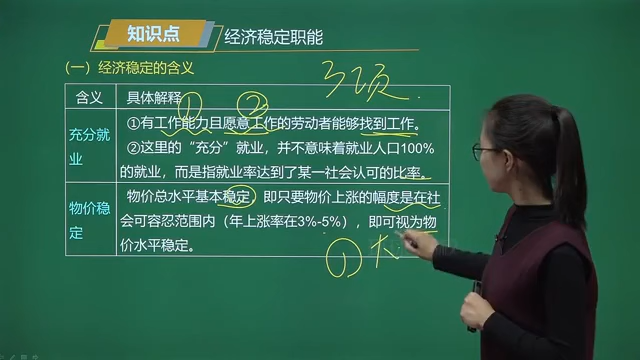 知识点
经济稳定职能
(一)经济稳定的含义
3项
含义
具体解释
① ②
充分就业
①有工作能力且愿意工作的劳动者能够找到工作。
②这里的“充分”就业，并不意味着就业人口100%
的就业，而是指就业率达到了某一社会认可的比率。
物价稳定
物价总水平基本稳定，即只要物价上涨的幅度是在社
会可容忍范围内（年上涨率在3%-5%），即可视为物
价水平稳定。
①